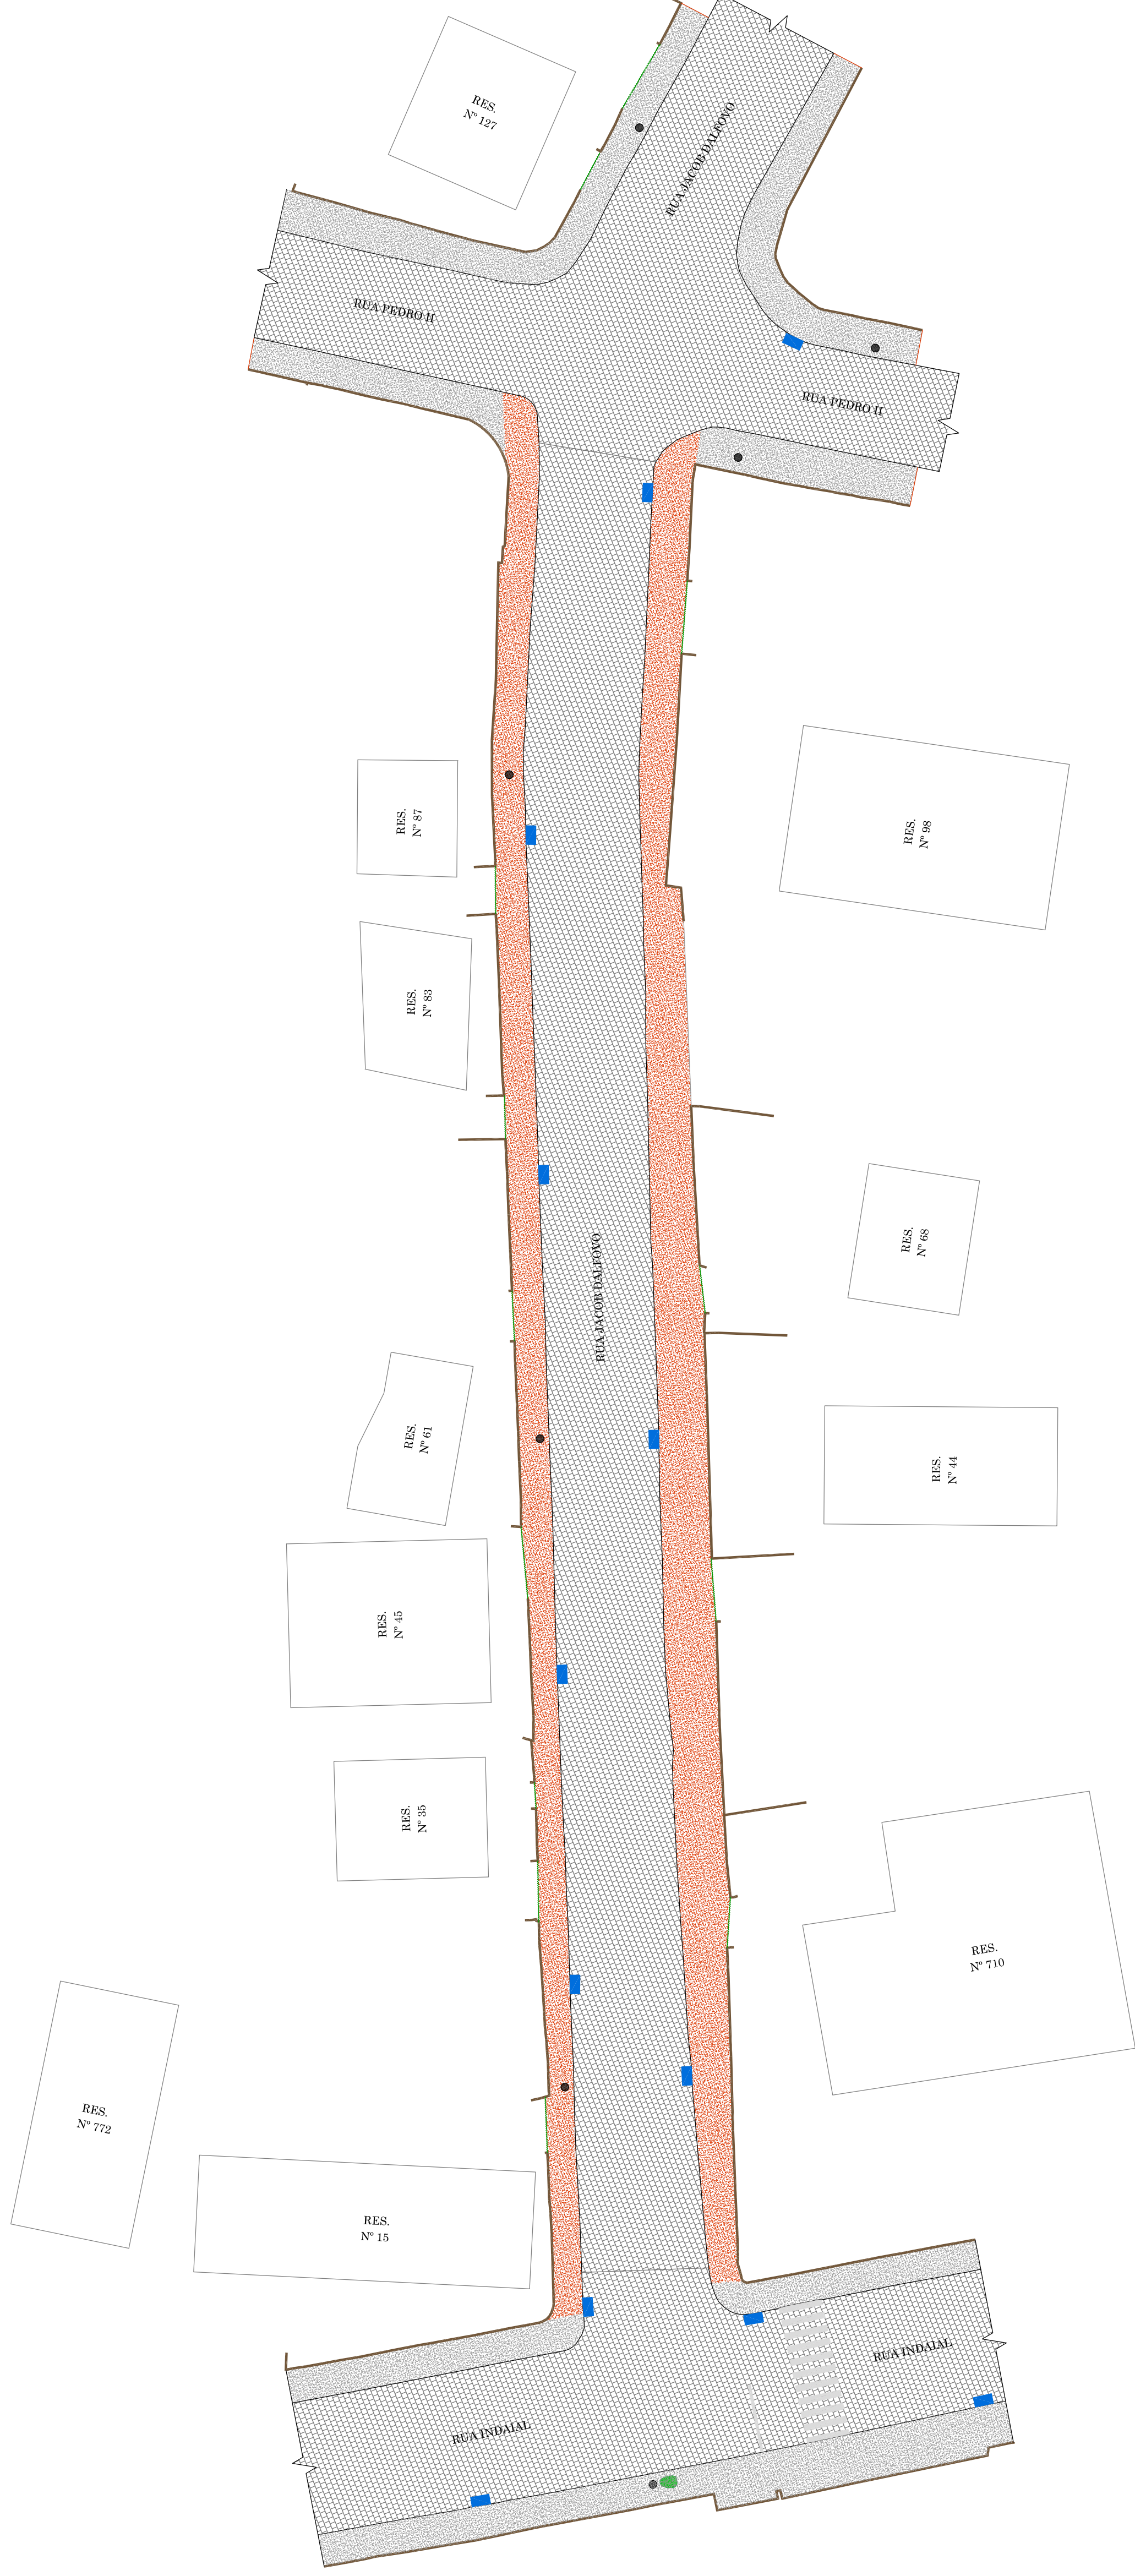 RES.
Nº 127
RUA JACOB DALFOVO
RUA PEDRO II
RUA PEDRO II
RES.
Nº 87
RES.
Nº 98
RES.
Nº 83
RES.
Nº 68
RUA JACOB DALFOVO
RES.
Nº 61
RES.
Nº 44
RES.
Nº 45
RES.
Nº 35
RES.
Nº 710
RES.
Nº 772
RES.
Nº 15
RUA INDAIAL
RUA INDAIAL